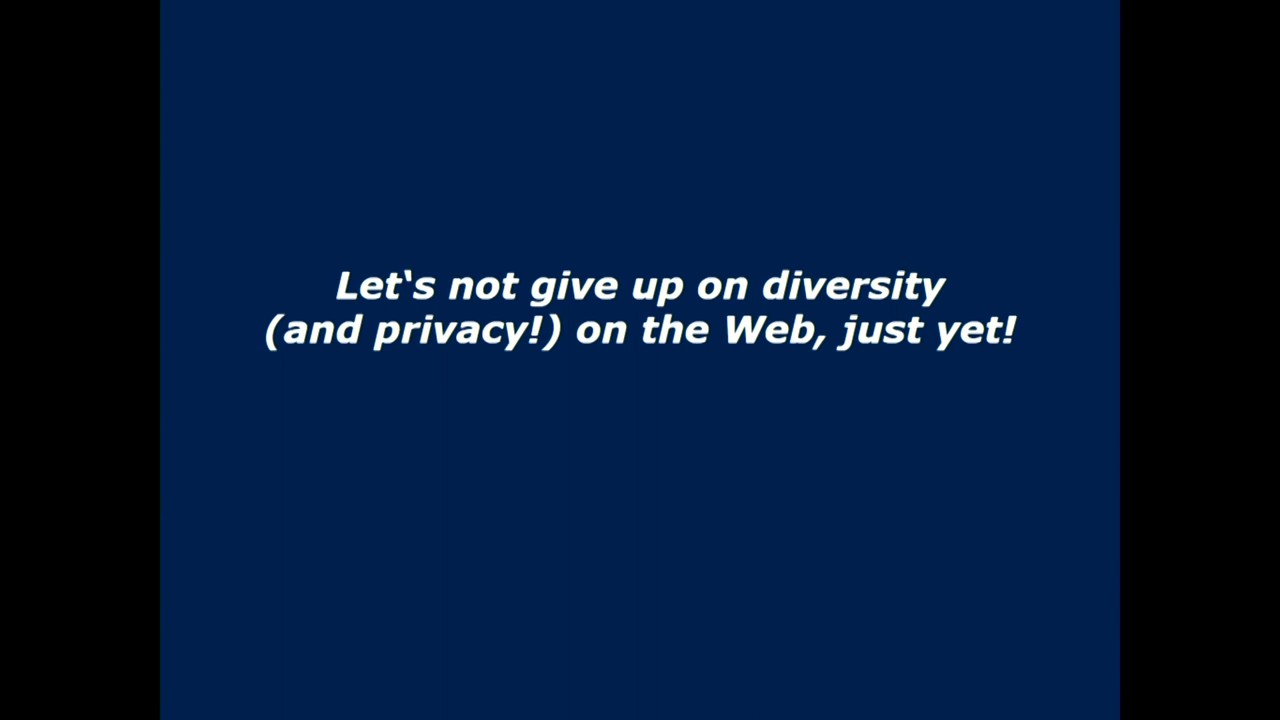 Let‘s not give up on diversity
(and privacy!) on the Web, just yet!